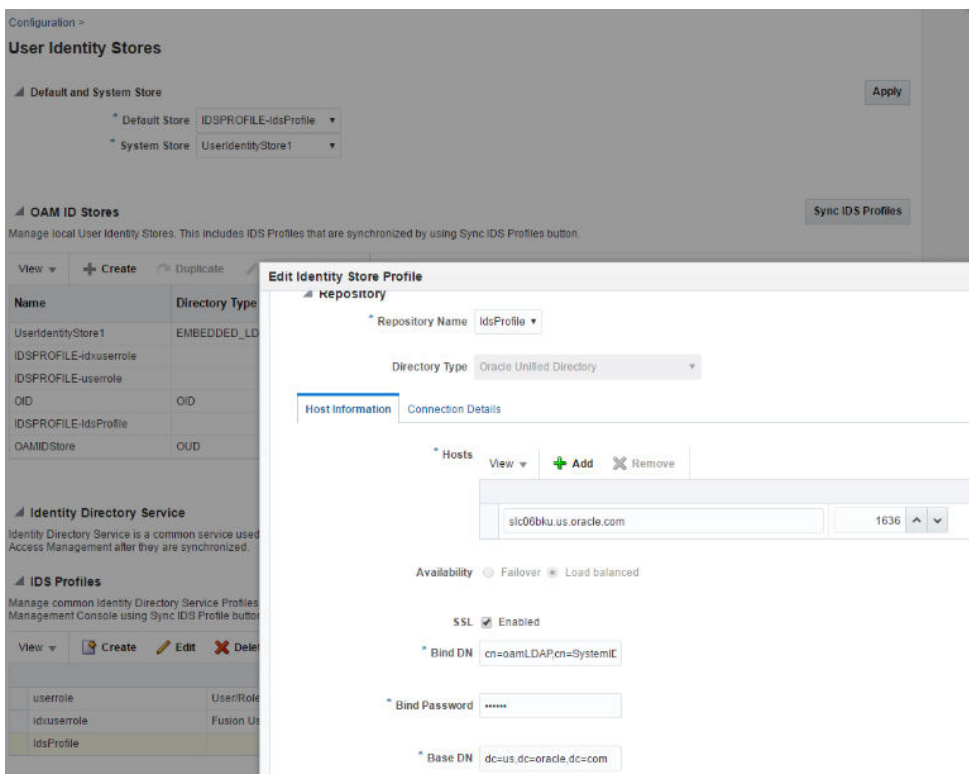 Configuration >
User Identity Stores
Default and System Store
Apply
* Default Store IDSPROFILE-IdsProfile
* System Store UserIdentityStore1
OAM ID Stores
Sync IDS Profiles
Manage local User Identity Stores. This includes IDS Profiles that are synchronized by using Sync IDS Profiles button.
View Create Duplicate
Name Directory Type
UserIdentityStore1 EMBEDDED_LD
IDSPROFILE-idxuserrole
IDSPROFILE-userrole
OID OID
IDSPROFILE-IdsProfile
OAMIDStore OUD
Identity Directory Service
Identity Directory Service is a common service used
Access Management after they are synchronized.
IDS Profiles
Manage common Identity Directory Service Profiles
Management Console using Sync IDS Profile button
View Create Edit Delet
userrole User/Role
idxuserrole Fusion Us
IdsProfile
Edit Identity Store Profile
Repository
* Repository Name IdsProfile
Directory Type Oracle Unified Directory
Host Information Connection Details
* Hosts
View Add Remove
slc06bku.us.oracle.com 1636
Availability Failover Load balanced
SSL Enabled
* Bind DN cn=oamLDAP,cn=SystemID
* Bind Password ••••••
* Base DN dc=us,dc=oracle,dc=com